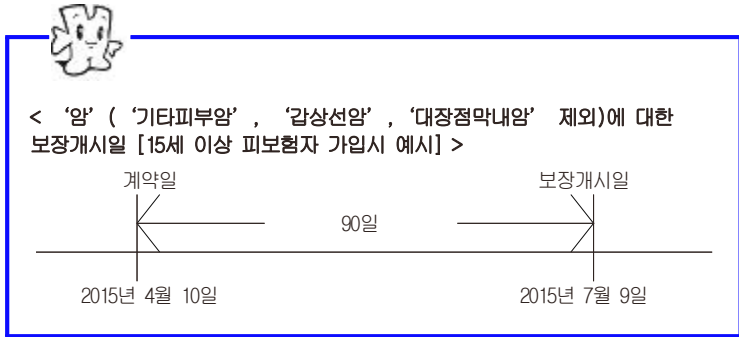 < ‘암’ ( ‘기타피부암’ , ‘갑상선암’ , ‘대장점막내암’ 제외)에 대한
보장개시일 [15세 이상 피보험자 가입시 예시] >
계약일 보장개시일
90일
2015년 4월 10일 2015년 7월 9일